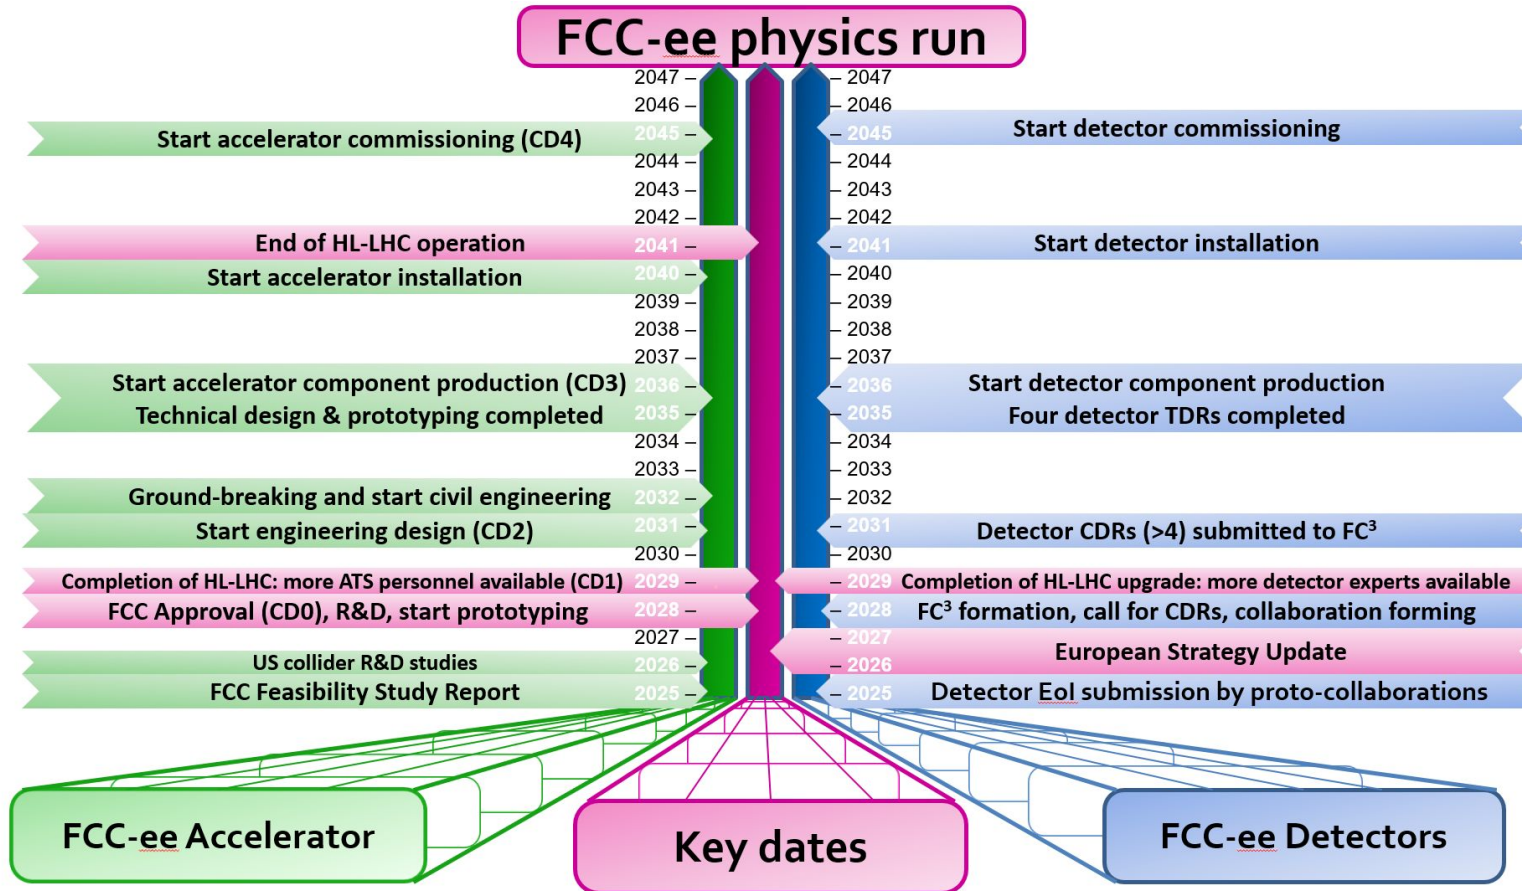 FCC-ee physics run
2047 – – 2047
2046 – – 2046
Start accelerator commissioning (CD4) 2045 – – 2045 Start detector commissioning
2044 – – 2044
2043 – – 2043
2042 – – 2042
End of HL-LHC operation 2041 – – 2041 Start detector installation
Start accelerator installation 2040 – – 2040
2039 – – 2039
2038 – – 2038
2037 – – 2037
Start accelerator component production (CD3) 2036 – – 2036 Start detector component production
Technical design & prototyping completed 2035 – – 2035 Four detector TDRs completed
2034 – – 2034
2033 – – 2033
Ground-breaking and start civil engineering 2032 – – 2032
Start engineering design (CD2) 2031 – – 2031 Detector CDRs (>4) submitted to FC³
2030 – – 2030
Completion of HL-LHC: more ATS personnel available (CD1) 2029 – – 2029 Completion of HL-LHC upgrade: more detector experts available
FCC Approval (CD0), R&D, start prototyping 2028 – – 2028 FC³ formation, call for CDRs, collaboration forming
2027 – – 2027
European Strategy Update
US collider R&D studies 2026 – – 2026
FCC Feasibility Study Report 2025 – – 2025 Detector EoI submission by proto-collaborations
FCC-ee Accelerator
Key dates
FCC-ee Detectors